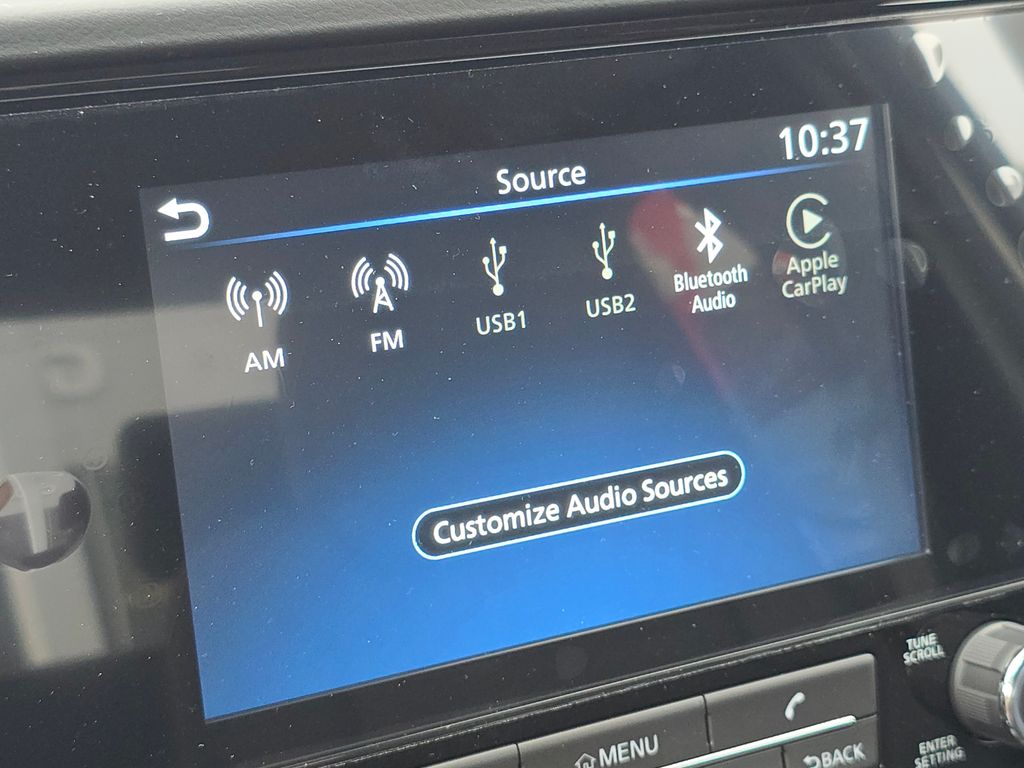 10:37
Source
AM
FM
USB1
USB2
Bluetooth
Audio
Apple
CarPlay
Customize Audio Sources
TUNE
SCROLL
MENU
BACK
ENTER
SETTING